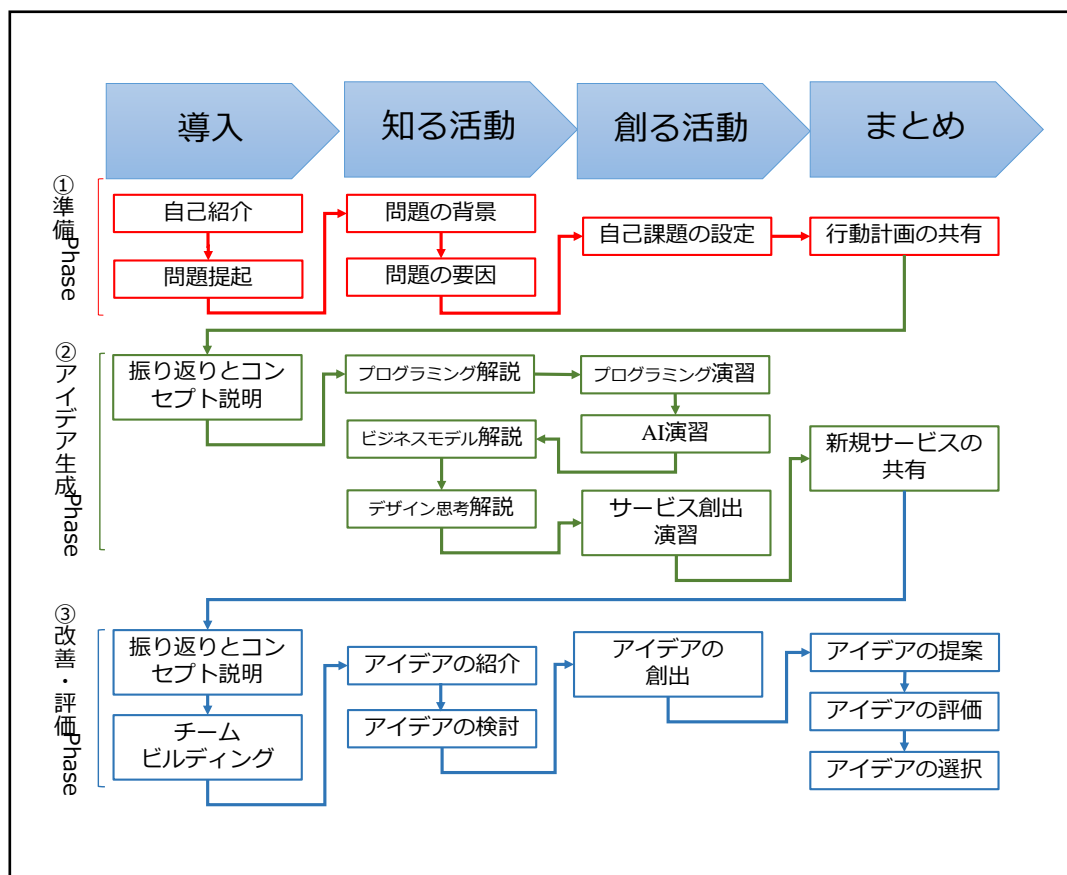 導入
知る活動
創る活動
まとめ
①準備Phase
自己紹介
問題提起
問題の背景
問題の要因
自己課題の設定
行動計画の共有
②アイデア生成Phase
振り返りとコン
セプト説明
プログラミング解説
プログラミング演習
AI演習
ビジネスモデル解説
デザイン思考解説
サービス創出
演習
新規サービスの
共有
③改善・評価Phase
振り返りとコン
セプト説明
チーム
ビルディング
アイデアの紹介
アイデアの検討
アイデアの
創出
アイデアの提案
アイデアの評価
アイデアの選択